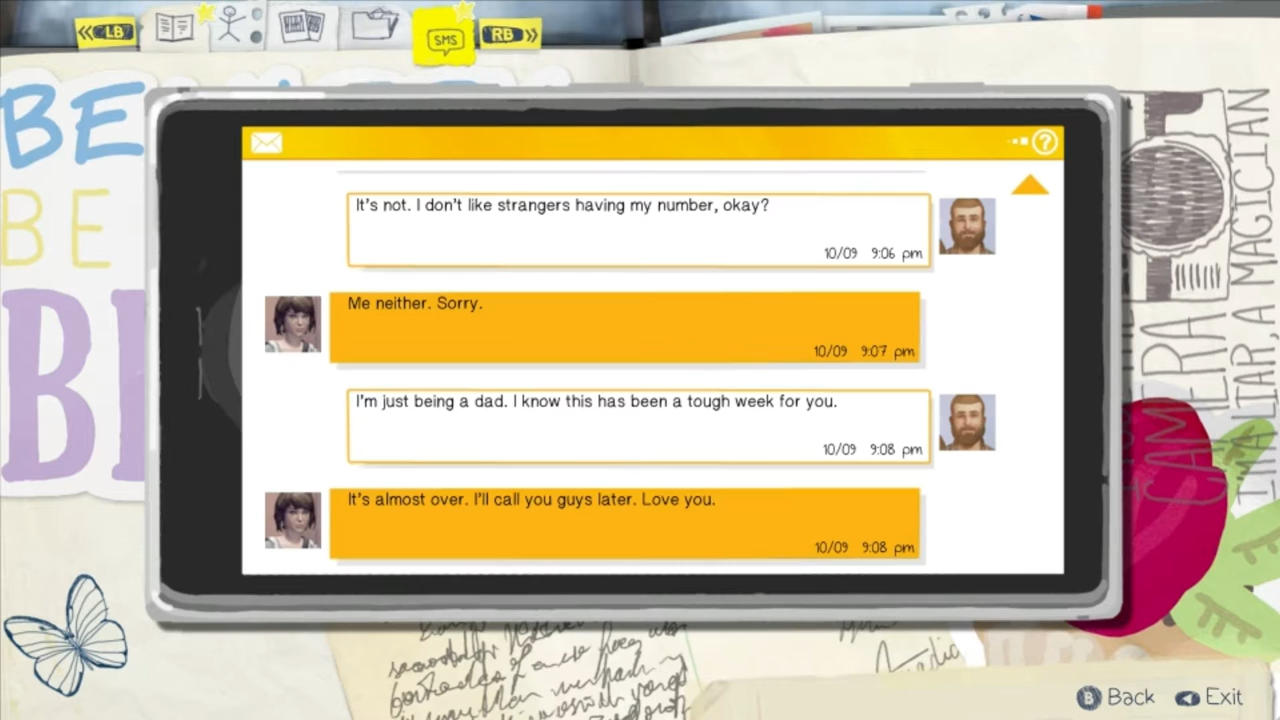 LB
SMS
RB
BE
BE
It's not. I don't like strangers having my number, okay?
10/09 9:06 pm
Me neither. Sorry.
10/09 9:07 pm
I'm just being a dad. I know this has been a tough week for you.
10/09 9:08 pm
It's almost over. I'll call you guys later. Love you.
10/09 9:08 pm
CAMERA
LIAR, A MAGICIAN
B Back
Exit